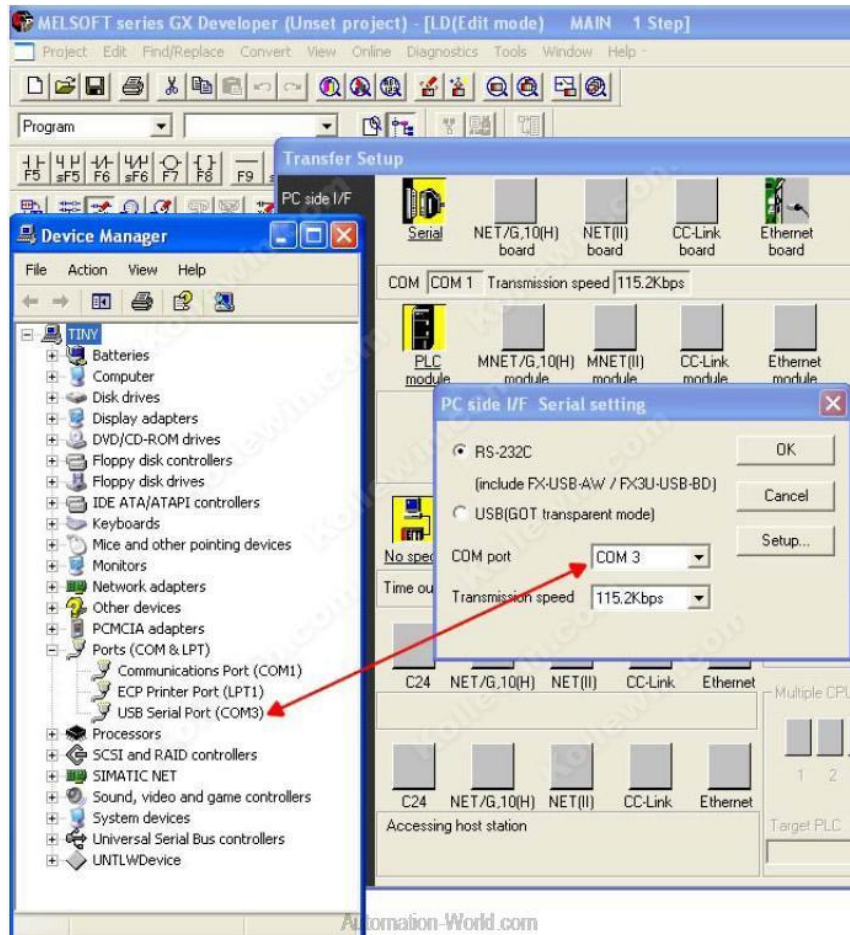 MELSOFT series GX Developer (Unset project) - [LD(Edit mode) MAIN 1 Step]
Project Edit Find/Replace Convert View Online Diagnostics Tools Window Help
Program
F5 sF5 F6 sF6 F7 F8 F9
Transfer Setup
PC side I/F
Serial NET/G,10(H) board NET(II) board CC-Link board Ethernet board
COM COM 1 Transmission speed 115.2Kbps
PLC module MNET/G,10(H) module MNET(II) module CC-Link module Ethernet module
Device Manager
File Action View Help
TINY
Batteries
Computer
Disk drives
Display adapters
DVD/CD-ROM drives
Floppy disk controllers
Floppy disk drives
IDE ATA/ATAPI controllers
Keyboards
Mice and other pointing devices
Monitors
Network adapters
Other devices
PCMCIA adapters
Ports (COM & LPT)
Communications Port (COM1)
ECP Printer Port (LPT1)
USB Serial Port (COM3)
Processors
SCSI and RAID controllers
SIMATIC NET
Sound, video and game controllers
System devices
Universal Serial Bus controllers
UNTLWDevice
PC side I/F Serial setting
RS-232C
(include FX-USB-AW / FX3U-USB-BD)
USB(GOT transparent mode)
COM port COM 3
Transmission speed 115.2Kbps
OK
Cancel
Setup...
No spec
Time ou
C24 NET/G,10(H) NET(II) CC-Link Ethernet
Multiple CPU
1 2
C24 NET/G,10(H) NET(II) CC-Link Ethernet
Accessing host station
Target PLC
Kollewin.com
Automation-World.com